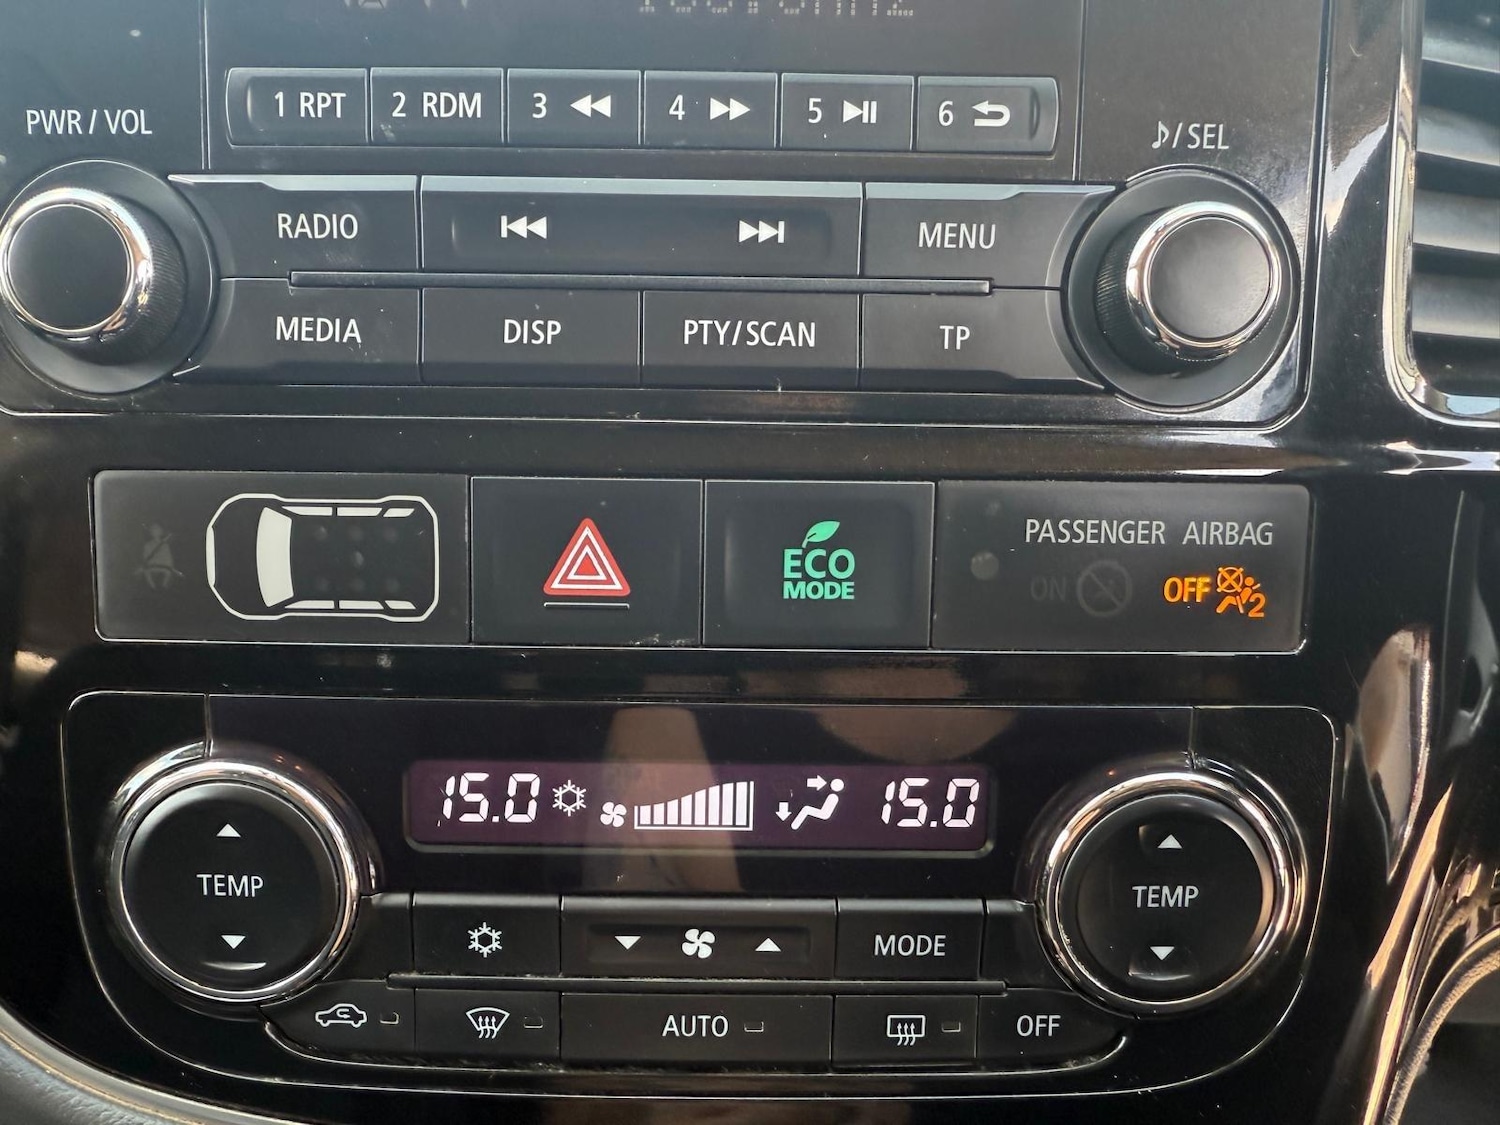 PWR / VOL
1 RPT 2 RDM 3 4 5 6
♪/ SEL
RADIO MENU
MEDIA DISP PTY/SCAN TP
ECO
MODE
PASSENGER AIRBAG
ON OFF 2
15.0 15.0
TEMP TEMP
MODE
AUTO OFF